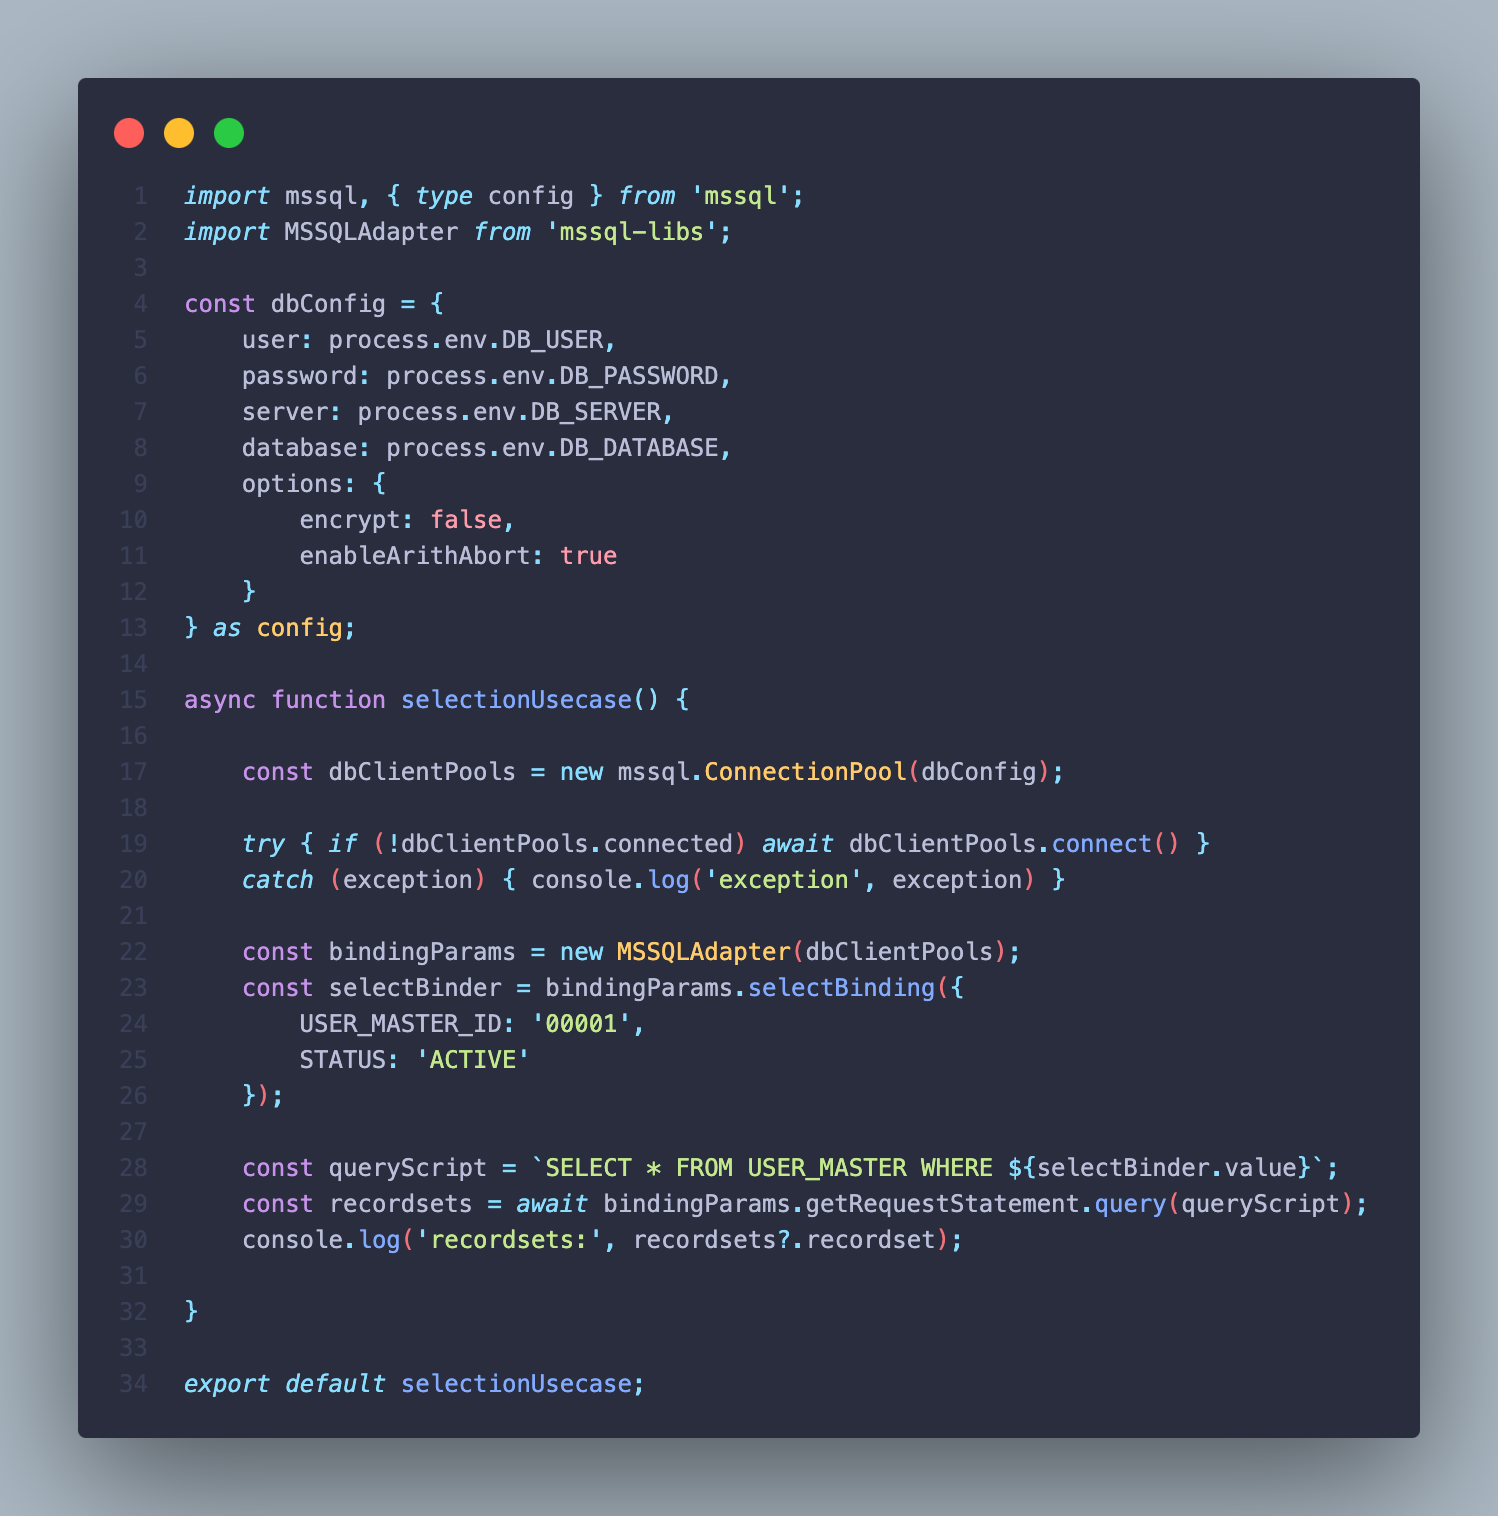 1 import mssql, { type config } from 'mssql';
2 import MSSQLAdapter from 'mssql-libs';
3
4 const dbConfig = {
5     user: process.env.DB_USER,
6     password: process.env.DB_PASSWORD,
7     server: process.env.DB_SERVER,
8     database: process.env.DB_DATABASE,
9     options: {
10         encrypt: false,
11         enableArithAbort: true
12     }
13 } as config;
14
15 async function selectionUsecase() {
16
17     const dbClientPools = new mssql.ConnectionPool(dbConfig);
18
19     try { if (!dbClientPools.connected) await dbClientPools.connect() }
20     catch (exception) { console.log('exception', exception) }
21
22     const bindingParams = new MSSQLAdapter(dbClientPools);
23     const selectBinder = bindingParams.selectBinding({
24         USER_MASTER_ID: '00001',
25         STATUS: 'ACTIVE'
26     });
27
28     const queryScript = `SELECT * FROM USER_MASTER WHERE ${selectBinder.value}`;
29     const recordsets = await bindingParams.getRequestStatement.query(queryScript);
30     console.log('recordsets:', recordsets?.recordset);
31
32 }
33
34 export default selectionUsecase;